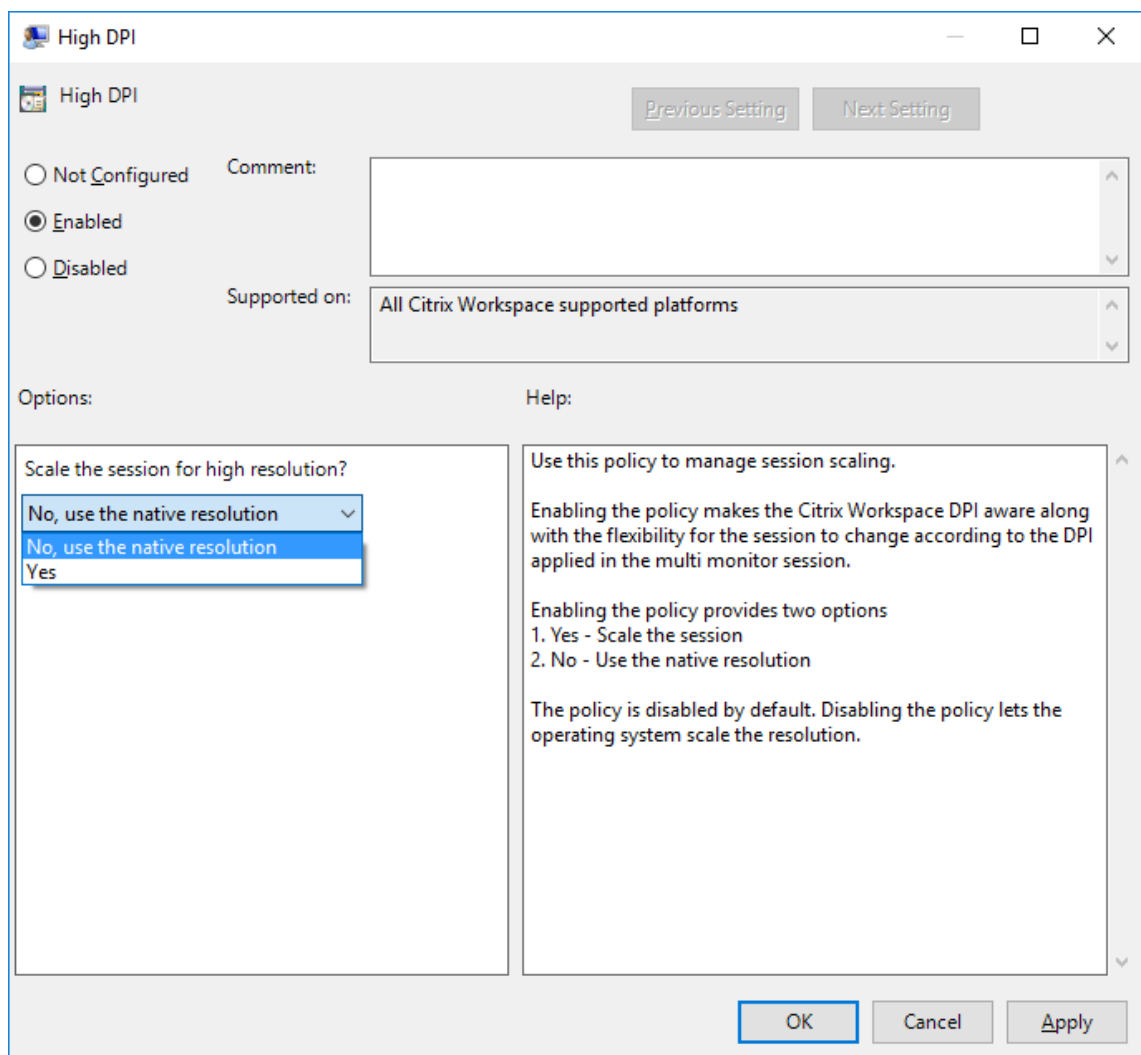 High DPI
High DPI
Previous Setting
Next Setting
Not Configured
Comment:
Enabled
Disabled
Supported on:
All Citrix Workspace supported platforms
Options:
Help:
Scale the session for high resolution?
No, use the native resolution
No, use the native resolution
Yes
Use this policy to manage session scaling.
Enabling the policy makes the Citrix Workspace DPI aware along
with the flexibility for the session to change according to the DPI
applied in the multi monitor session.
Enabling the policy provides two options
1. Yes - Scale the session
2. No - Use the native resolution
The policy is disabled by default. Disabling the policy lets the
operating system scale the resolution.
OK
Cancel
Apply